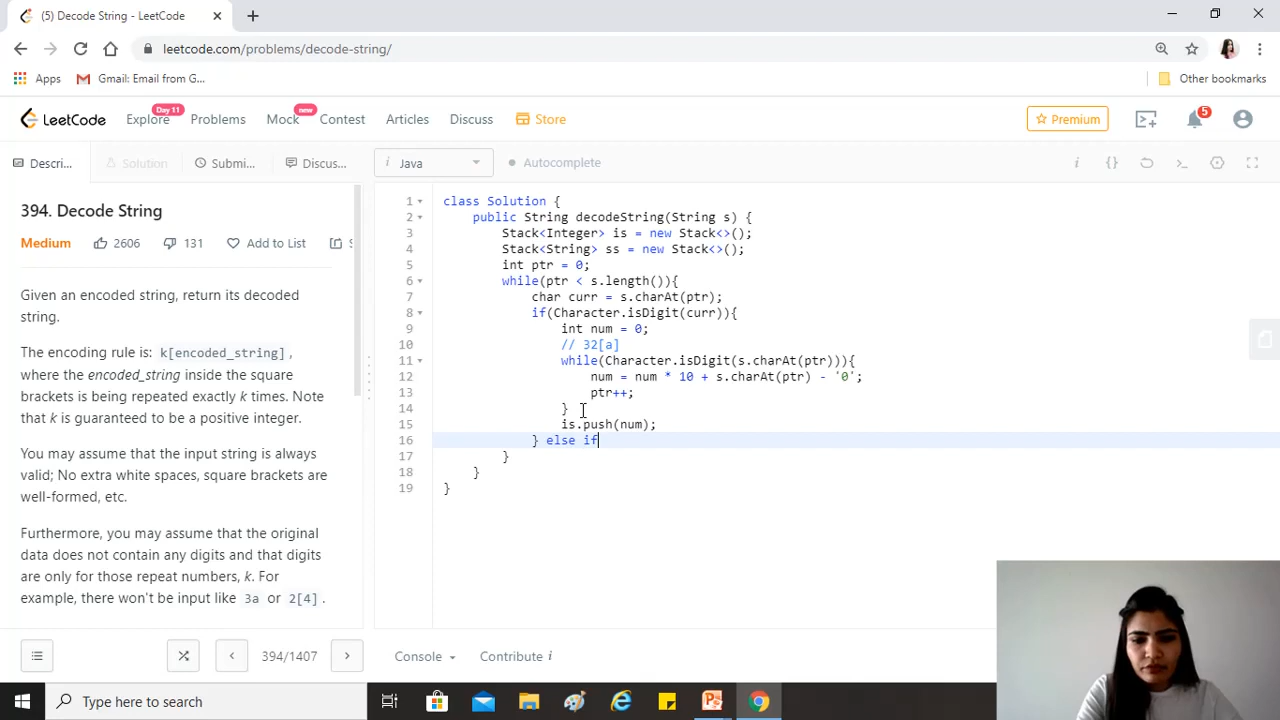 (5) Decode String - LeetCode
leetcode.com/problems/decode-string/
Apps
Gmail: Email from G...
Other bookmarks
LeetCode
Explore
Day 11
Problems
Mock
new
Contest
Articles
Discuss
Store
Premium
5
Descri...
Solution
Submi...
Discus...
i
Java
Autocomplete
i
{}
394. Decode String
Medium
2606
131
Add to List
S
Given an encoded string, return its decoded
string.
The encoding rule is: k[encoded_string],
where the encoded_string inside the square
brackets is being repeated exactly k times. Note
that k is guaranteed to be a positive integer.
You may assume that the input string is always
valid; No extra white spaces, square brackets are
well-formed, etc.
Furthermore, you may assume that the original
data does not contain any digits and that digits
are only for those repeat numbers, k. For
example, there won't be input like 3a or 2[4].
1 class Solution {
2 public String decodeString(String s) {
3 Stack<Integer> is = new Stack<>();
4 Stack<String> ss = new Stack<>();
5 int ptr = 0;
6 while(ptr < s.length()){
7 char curr = s.charAt(ptr);
8 if(Character.isDigit(curr)){
9 int num = 0;
10 // 32[a]
11 while(Character.isDigit(s.charAt(ptr))){
12 num = num * 10 + s.charAt(ptr) - '0';
13 ptr++;
14 }
15 is.push(num);
16 } else if
17 }
18 }
19 }
394/1407
Console
Contribute i
Type here to search